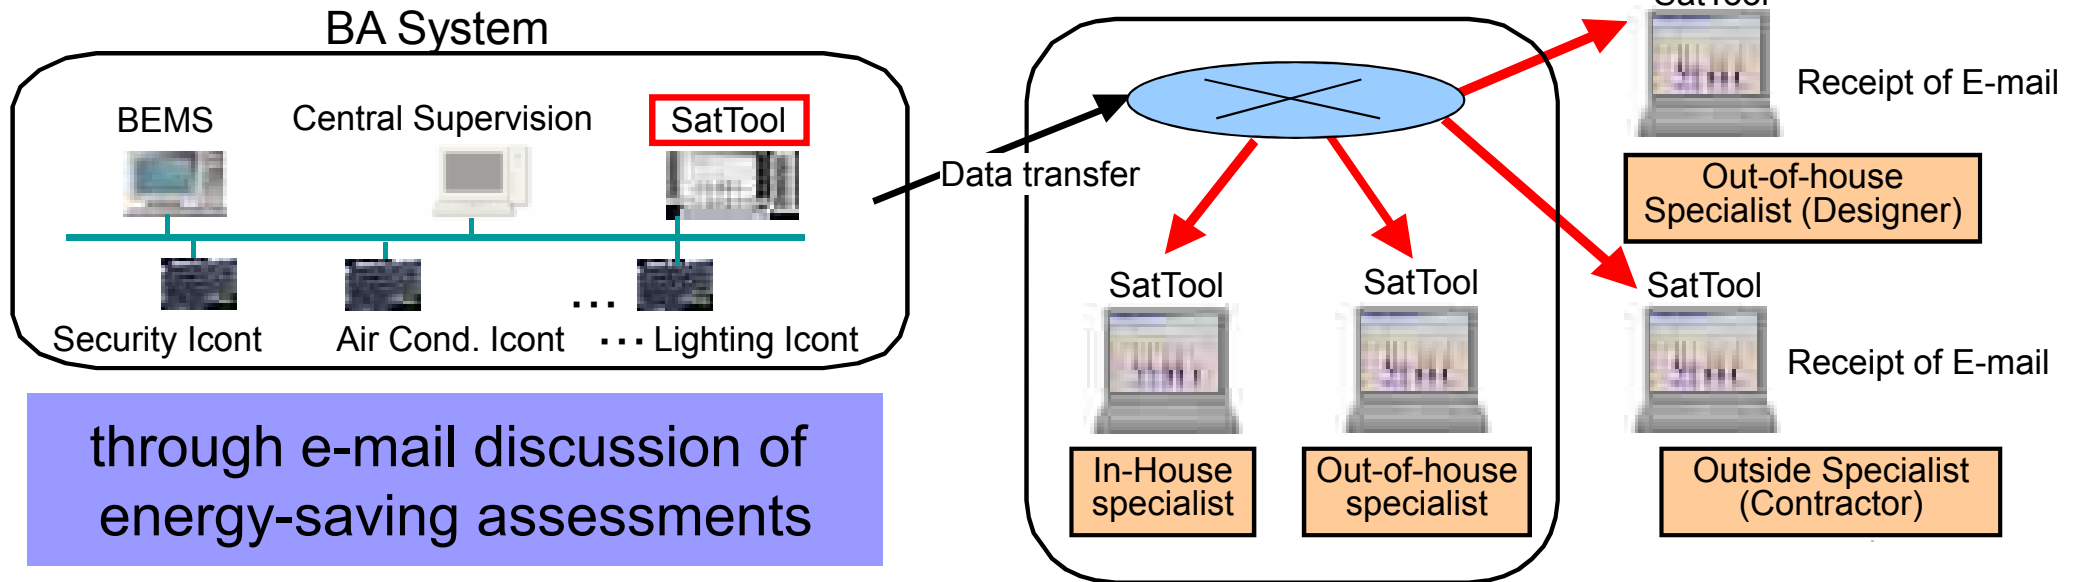 BA System
BEMS
Central Supervision
SatTool
Security Icont
Air Cond. Icont
... Lighting Icont
...
through e-mail discussion of
energy-saving assessments
Data transfer
SatTool
Receipt of E-mail
Out-of-house
Specialist (Designer)
SatTool
SatTool
SatTool
Receipt of E-mail
In-House
specialist
Out-of-house
specialist
Outside Specialist
(Contractor)